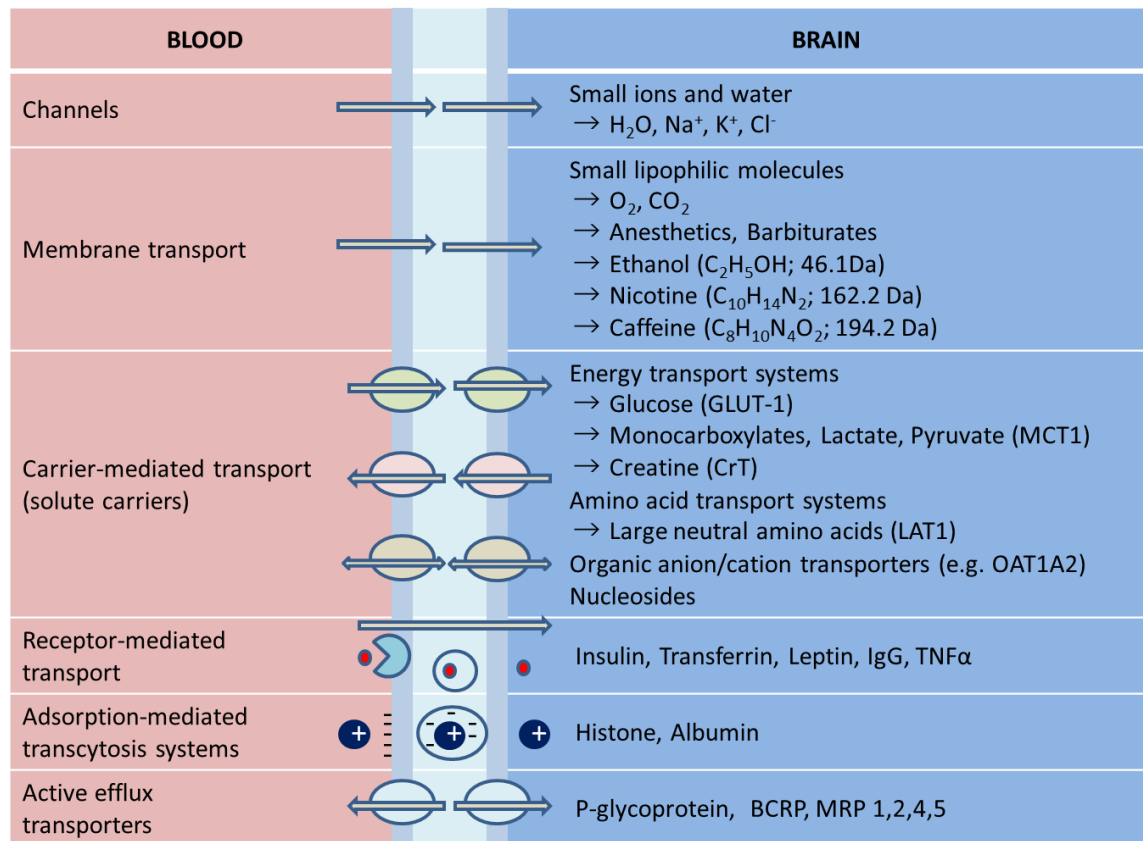 BLOOD
BRAIN
Channels
Small ions and water
→ H₂O, Na⁺, K⁺, Cl⁻
Membrane transport
Small lipophilic molecules
→ O₂, CO₂
→ Anesthetics, Barbiturates
→ Ethanol (C₂H₅OH; 46.1Da)
→ Nicotine (C₁₀H₁₄N₂; 162.2 Da)
→ Caffeine (C₈H₁₀N₄O₂; 194.2 Da)
Carrier-mediated transport
(solute carriers)
Energy transport systems
→ Glucose (GLUT-1)
→ Monocarboxylates, Lactate, Pyruvate (MCT1)
→ Creatine (CrT)
Amino acid transport systems
→ Large neutral amino acids (LAT1)
Organic anion/cation transporters (e.g. OAT1A2)
Nucleosides
Receptor-mediated
transport
Insulin, Transferrin, Leptin, IgG, TNFα
Adsorption-mediated
transcytosis systems
+
+
+
Histone, Albumin
Active efflux
transporters
P-glycoprotein, BCRP, MRP 1,2,4,5